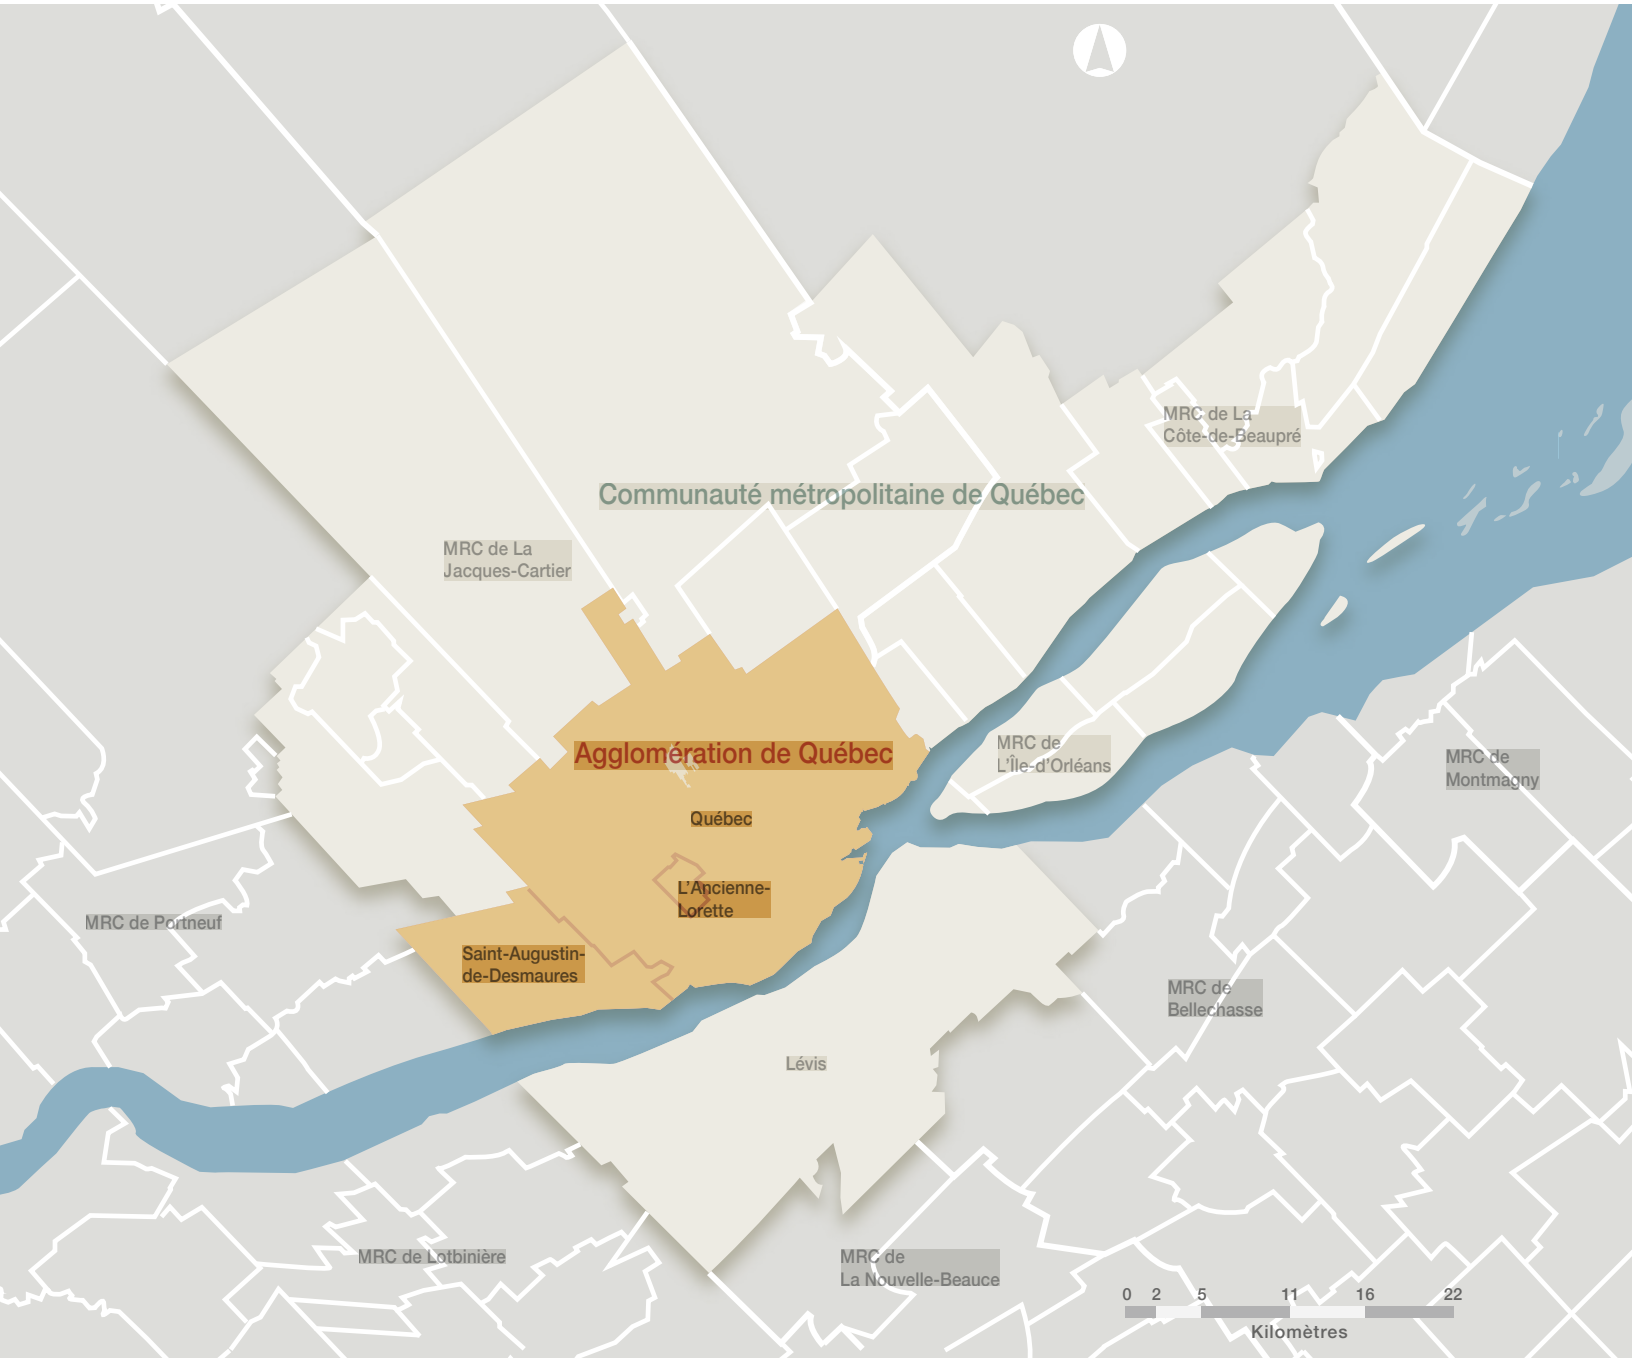 MRC de La
Côte-de-Beaupré
Communauté métropolitaine de Québec
MRC de La
Jacques-Cartier
Agglomération de Québec
MRC de
L'Île-d'Orléans
MRC de
Montmagny
Québec
L'Ancienne-
Lorette
MRC de Portneuf
Saint-Augustin-
de-Desmaures
MRC de
Bellechasse
Lévis
MRC de Lotbinière
MRC de
La Nouvelle-Beauce
0 2 5 11 16 22
Kilomètres